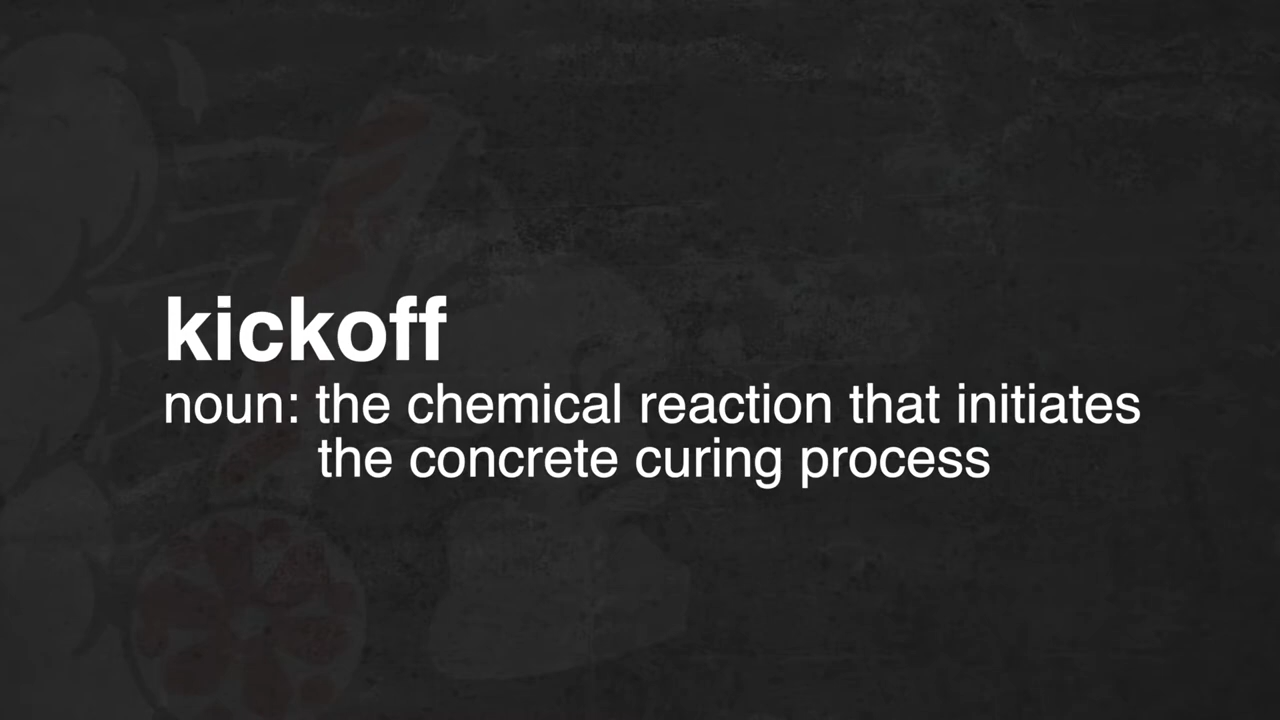 kickoff
noun: the chemical reaction that initiates
the concrete curing process